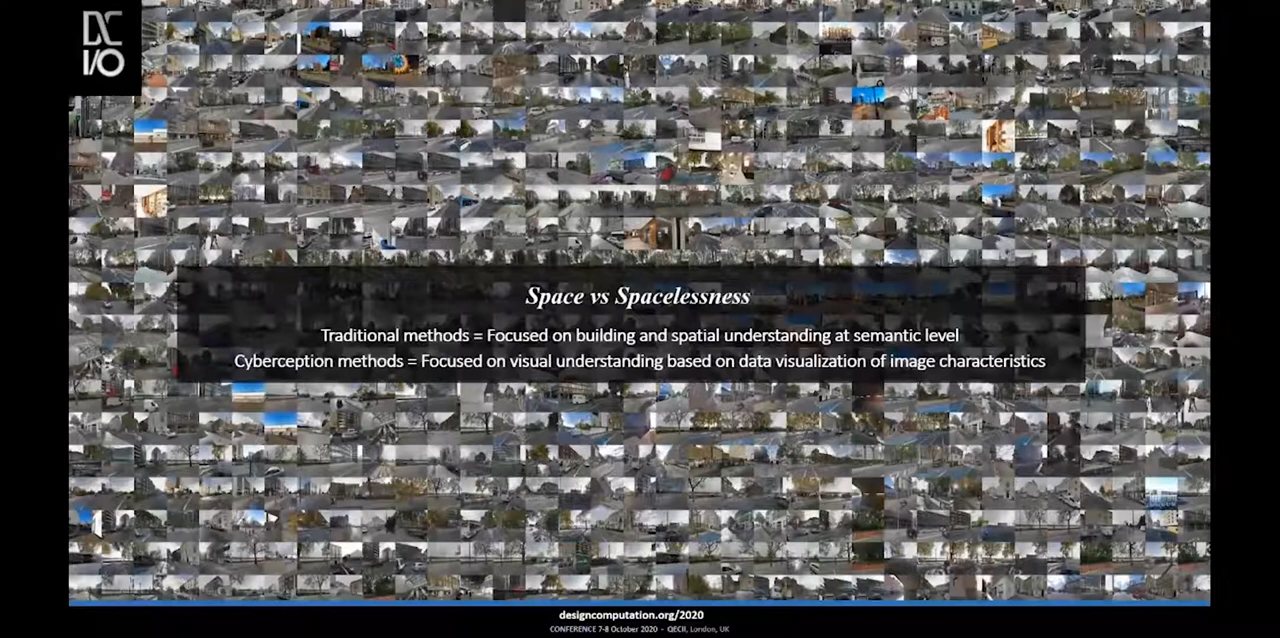 DC
I/O
Space vs Spacelessness
Traditional methods = Focused on building and spatial understanding at semantic level
Cyberception methods = Focused on visual understanding based on data visualization of image characteristics
designcomputation.org/2020
CONFERENCE 7-8 October 2020 - QECII, London, UK